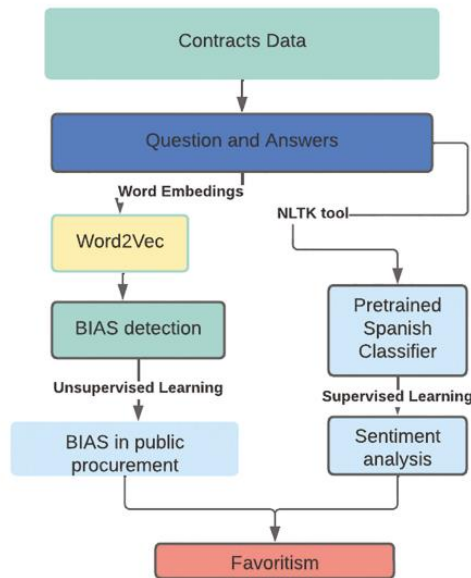 Contracts Data
Question and Answers
Word Embedings
NLTK tool
Word2Vec
Pretrained
Spanish
Classifier
BIAS detection
Unsupervised Learning
Supervised Learning
BIAS in public
procurement
Sentiment
analysis
Favoritism